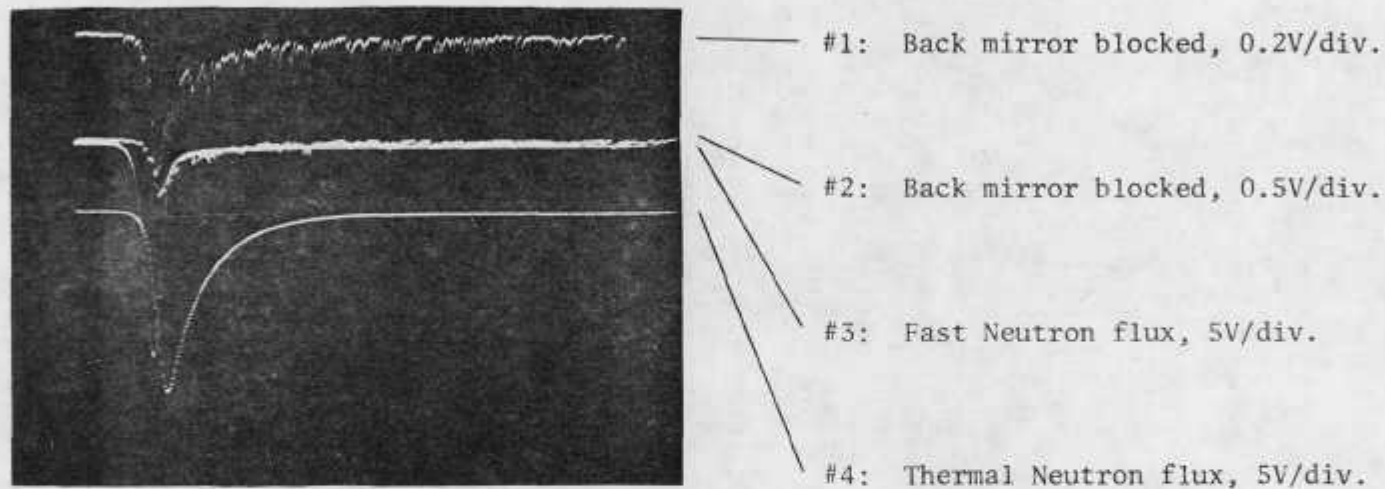 #1: Back mirror blocked, 0.2V/div.
#2: Back mirror blocked, 0.5V/div.
#3: Fast Neutron flux, 5V/div.
#4: Thermal Neutron flux, 5V/div.